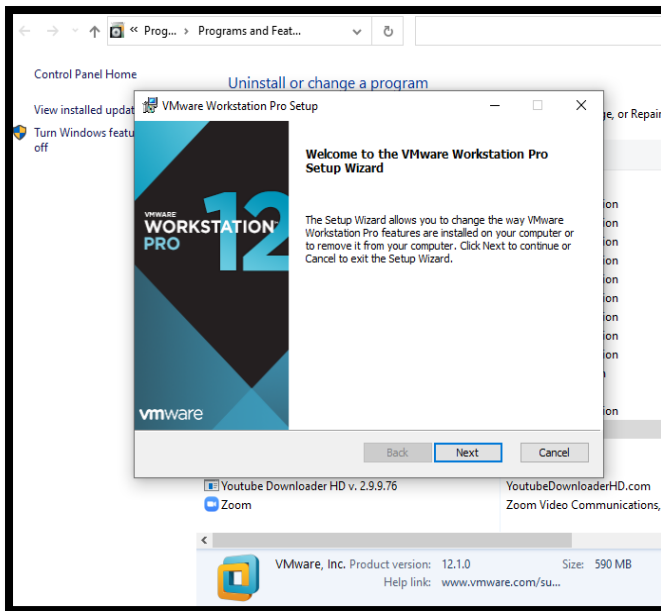 « Prog... > Programs and Feat...
Control Panel Home
Uninstall or change a program
View installed updat
Turn Windows featu
off
VMware Workstation Pro Setup
ge, or Repair
Welcome to the VMware Workstation Pro
Setup Wizard
The Setup Wizard allows you to change the way VMware
Workstation Pro features are installed on your computer or
to remove it from your computer. Click Next to continue or
Cancel to exit the Setup Wizard.
VMWARE
WORKSTATION™
PRO 12
vmware
ion
ion
ion
ion
ion
ion
ion
ion
ion
ion
Back Next Cancel
Youtube Downloader HD v. 2.9.9.76 YoutubeDownloaderHD.com
Zoom Zoom Video Communications,
VMware, Inc. Product version: 12.1.0 Size: 590 MB
Help link: www.vmware.com/su...